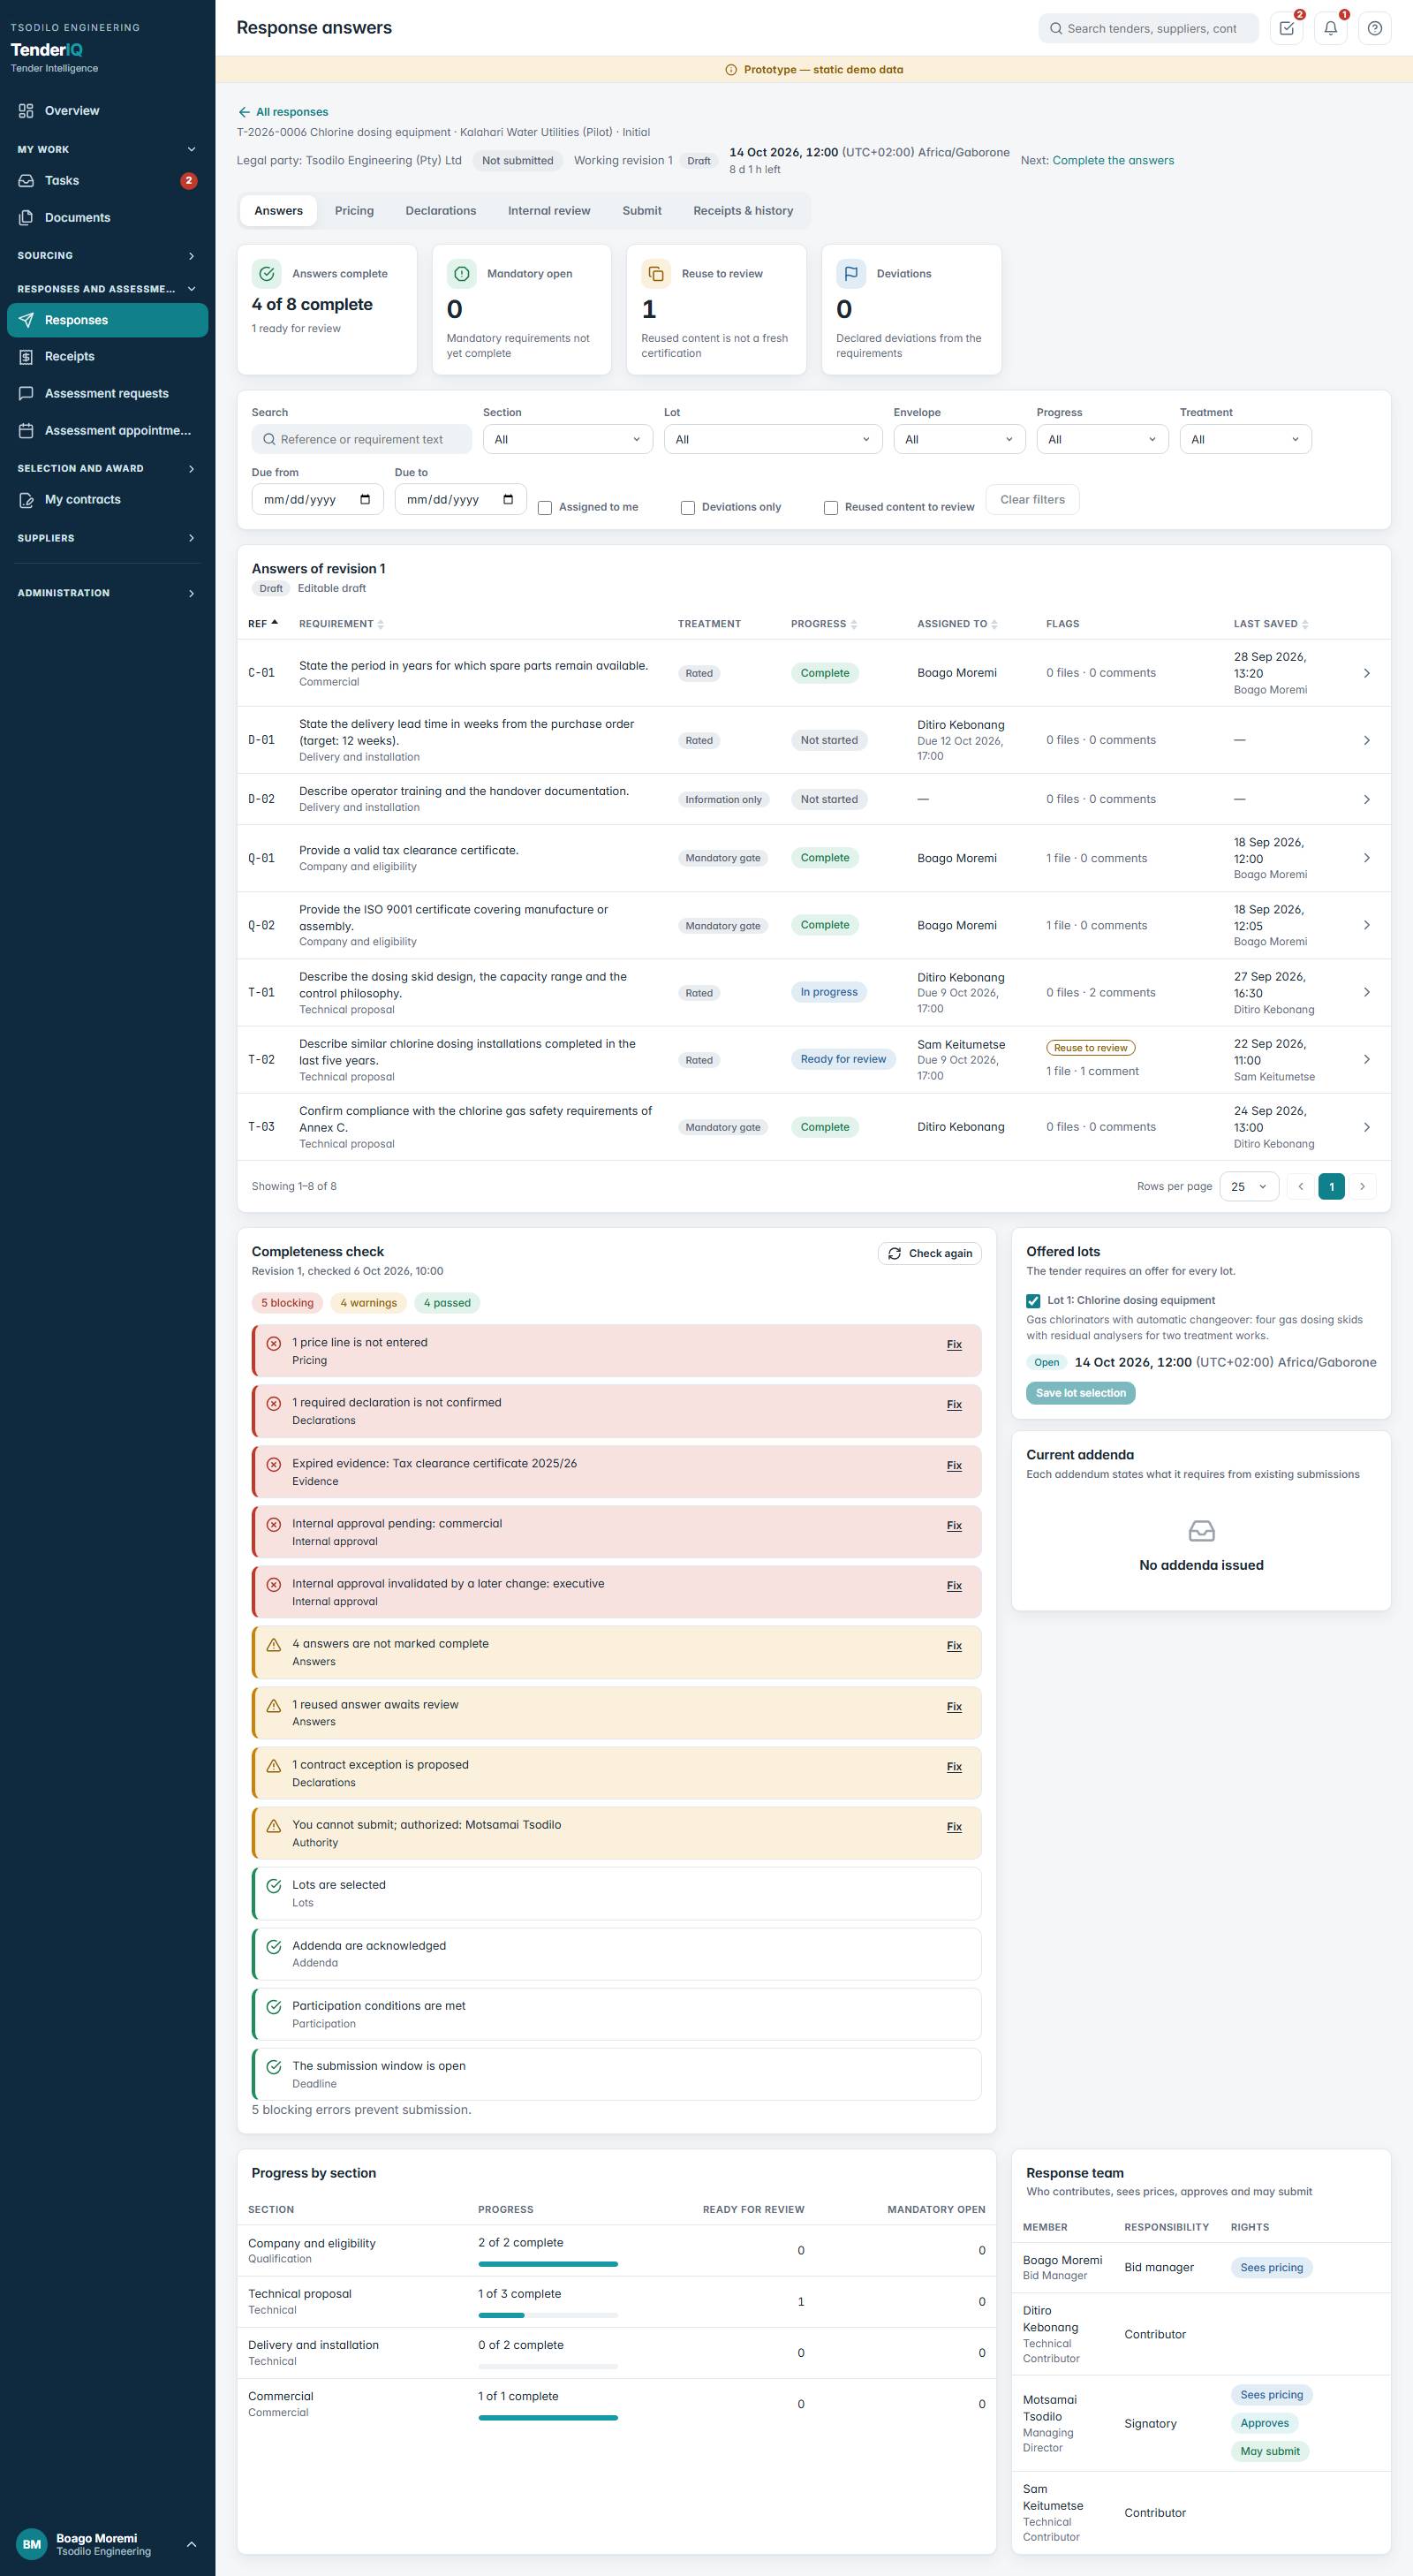 TSODILO ENGINEERING
TenderIQ
Tender Intelligence
Overview
MY WORK
Tasks
2
Documents
SOURCING
RESPONSES AND ASSESSME...
Responses
Receipts
Assessment requests
Assessment appointme...
SELECTION AND AWARD
My contracts
SUPPLIERS
ADMINISTRATION
BM
Boago Moremi
Tsodilo Engineering
Response answers
Search tenders, suppliers, cont
2
1
Prototype — static demo data
All responses
T-2026-0006 Chlorine dosing equipment · Kalahari Water Utilities (Pilot) · Initial
Legal party: Tsodilo Engineering (Pty) Ltd Not submitted Working revision 1 Draft 14 Oct 2026, 12:00 (UTC+02:00) Africa/Gaborone Next: Complete the answers
8 d 1 h left
Answers Pricing Declarations Internal review Submit Receipts & history
Answers complete
4 of 8 complete
1 ready for review
Mandatory open
0
Mandatory requirements not
yet complete
Reuse to review
1
Reused content is not a fresh
certification
Deviations
0
Declared deviations from the
requirements
Search Section Lot Envelope Progress Treatment
Reference or requirement text All All All All All
Due from Due to
mm/dd/yyyy mm/dd/yyyy Assigned to me Deviations only Reused content to review Clear filters
Answers of revision 1
Draft Editable draft
REF REQUIREMENT TREATMENT PROGRESS ASSIGNED TO FLAGS LAST SAVED
C-01 State the period in years for which spare parts remain available.
Commercial
Rated Complete Boago Moremi 0 files · 0 comments
28 Sep 2026,
13:20
Boago Moremi
D-01 State the delivery lead time in weeks from the purchase order
(target: 12 weeks).
Delivery and installation
Rated Not started Ditiro Kebonang
Due 12 Oct 2026,
17:00
0 files · 0 comments —
D-02 Describe operator training and the handover documentation.
Delivery and installation
Information only Not started — 0 files · 0 comments —
Q-01 Provide a valid tax clearance certificate.
Company and eligibility
Mandatory gate Complete Boago Moremi 1 file · 0 comments
18 Sep 2026,
12:00
Boago Moremi
Q-02 Provide the ISO 9001 certificate covering manufacture or
assembly.
Company and eligibility
Mandatory gate Complete Boago Moremi 1 file · 0 comments
18 Sep 2026,
12:05
Boago Moremi
T-01 Describe the dosing skid design, the capacity range and the
control philosophy.
Technical proposal
Rated In progress Ditiro Kebonang
Due 9 Oct 2026,
17:00
0 files · 2 comments
27 Sep 2026,
16:30
Ditiro Kebonang
T-02 Describe similar chlorine dosing installations completed in the
last five years.
Technical proposal
Rated Ready for review Sam Keitumetse
Due 9 Oct 2026,
17:00
Reuse to review
1 file · 1 comment
22 Sep 2026,
11:00
Sam Keitumetse
T-03 Confirm compliance with the chlorine gas safety requirements of
Annex C.
Technical proposal
Mandatory gate Complete Ditiro Kebonang 0 files · 0 comments
24 Sep 2026,
13:00
Ditiro Kebonang
Showing 1–8 of 8 Rows per page 25 1
Completeness check
Revision 1, checked 6 Oct 2026, 10:00
Check again
5 blocking 4 warnings 4 passed
1 price line is not entered Fix
Pricing
1 required declaration is not confirmed Fix
Declarations
Expired evidence: Tax clearance certificate 2025/26 Fix
Evidence
Internal approval pending: commercial Fix
Internal approval
Internal approval invalidated by a later change: executive Fix
Internal approval
4 answers are not marked complete Fix
Answers
1 reused answer awaits review Fix
Answers
1 contract exception is proposed Fix
Declarations
You cannot submit; authorized: Motsamai Tsodilo Fix
Authority
Lots are selected
Lots
Addenda are acknowledged
Addenda
Participation conditions are met
Participation
The submission window is open
Deadline
5 blocking errors prevent submission.
Offered lots
The tender requires an offer for every lot.
Lot 1: Chlorine dosing equipment
Gas chlorinators with automatic changeover: four gas dosing skids
with residual analysers for two treatment works.
Open 14 Oct 2026, 12:00 (UTC+02:00) Africa/Gaborone
Save lot selection
Current addenda
Each addendum states what it requires from existing submissions
No addenda issued
Progress by section
SECTION PROGRESS READY FOR REVIEW MANDATORY OPEN
Company and eligibility 2 of 2 complete 0 0
Qualification
Technical proposal 1 of 3 complete 1 0
Technical
Delivery and installation 0 of 2 complete 0 0
Technical
Commercial 1 of 1 complete 0 0
Commercial
Response team
Who contributes, sees prices, approves and may submit
MEMBER RESPONSIBILITY RIGHTS
Boago Moremi
Bid Manager
Bid manager Sees pricing
Ditiro
Kebonang
Technical
Contributor
Contributor
Motsamai
Tsodilo
Managing
Director
Signatory
Sees pricing
Approves
May submit
Sam
Keitumetse
Technical
Contributor
Contributor